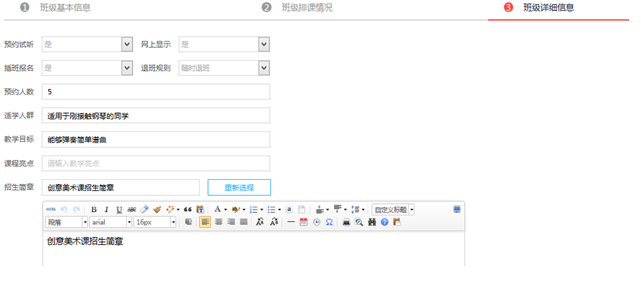 1 班级基本信息 2 班级排课情况 3 班级详细信息
预约试听 是 网上显示 是
插班报名 是 退班规则 随时退班
预约人数 5
适学人群 适用于刚接触钢琴的同学
教学目标 能够弹奏简单谱曲
课程亮点 请输入教学亮点
招生简章 创意美术课招生简章 重新选择
HTML B I U ABC 自定义标题
段落 arial 16px
创意美术课招生简章